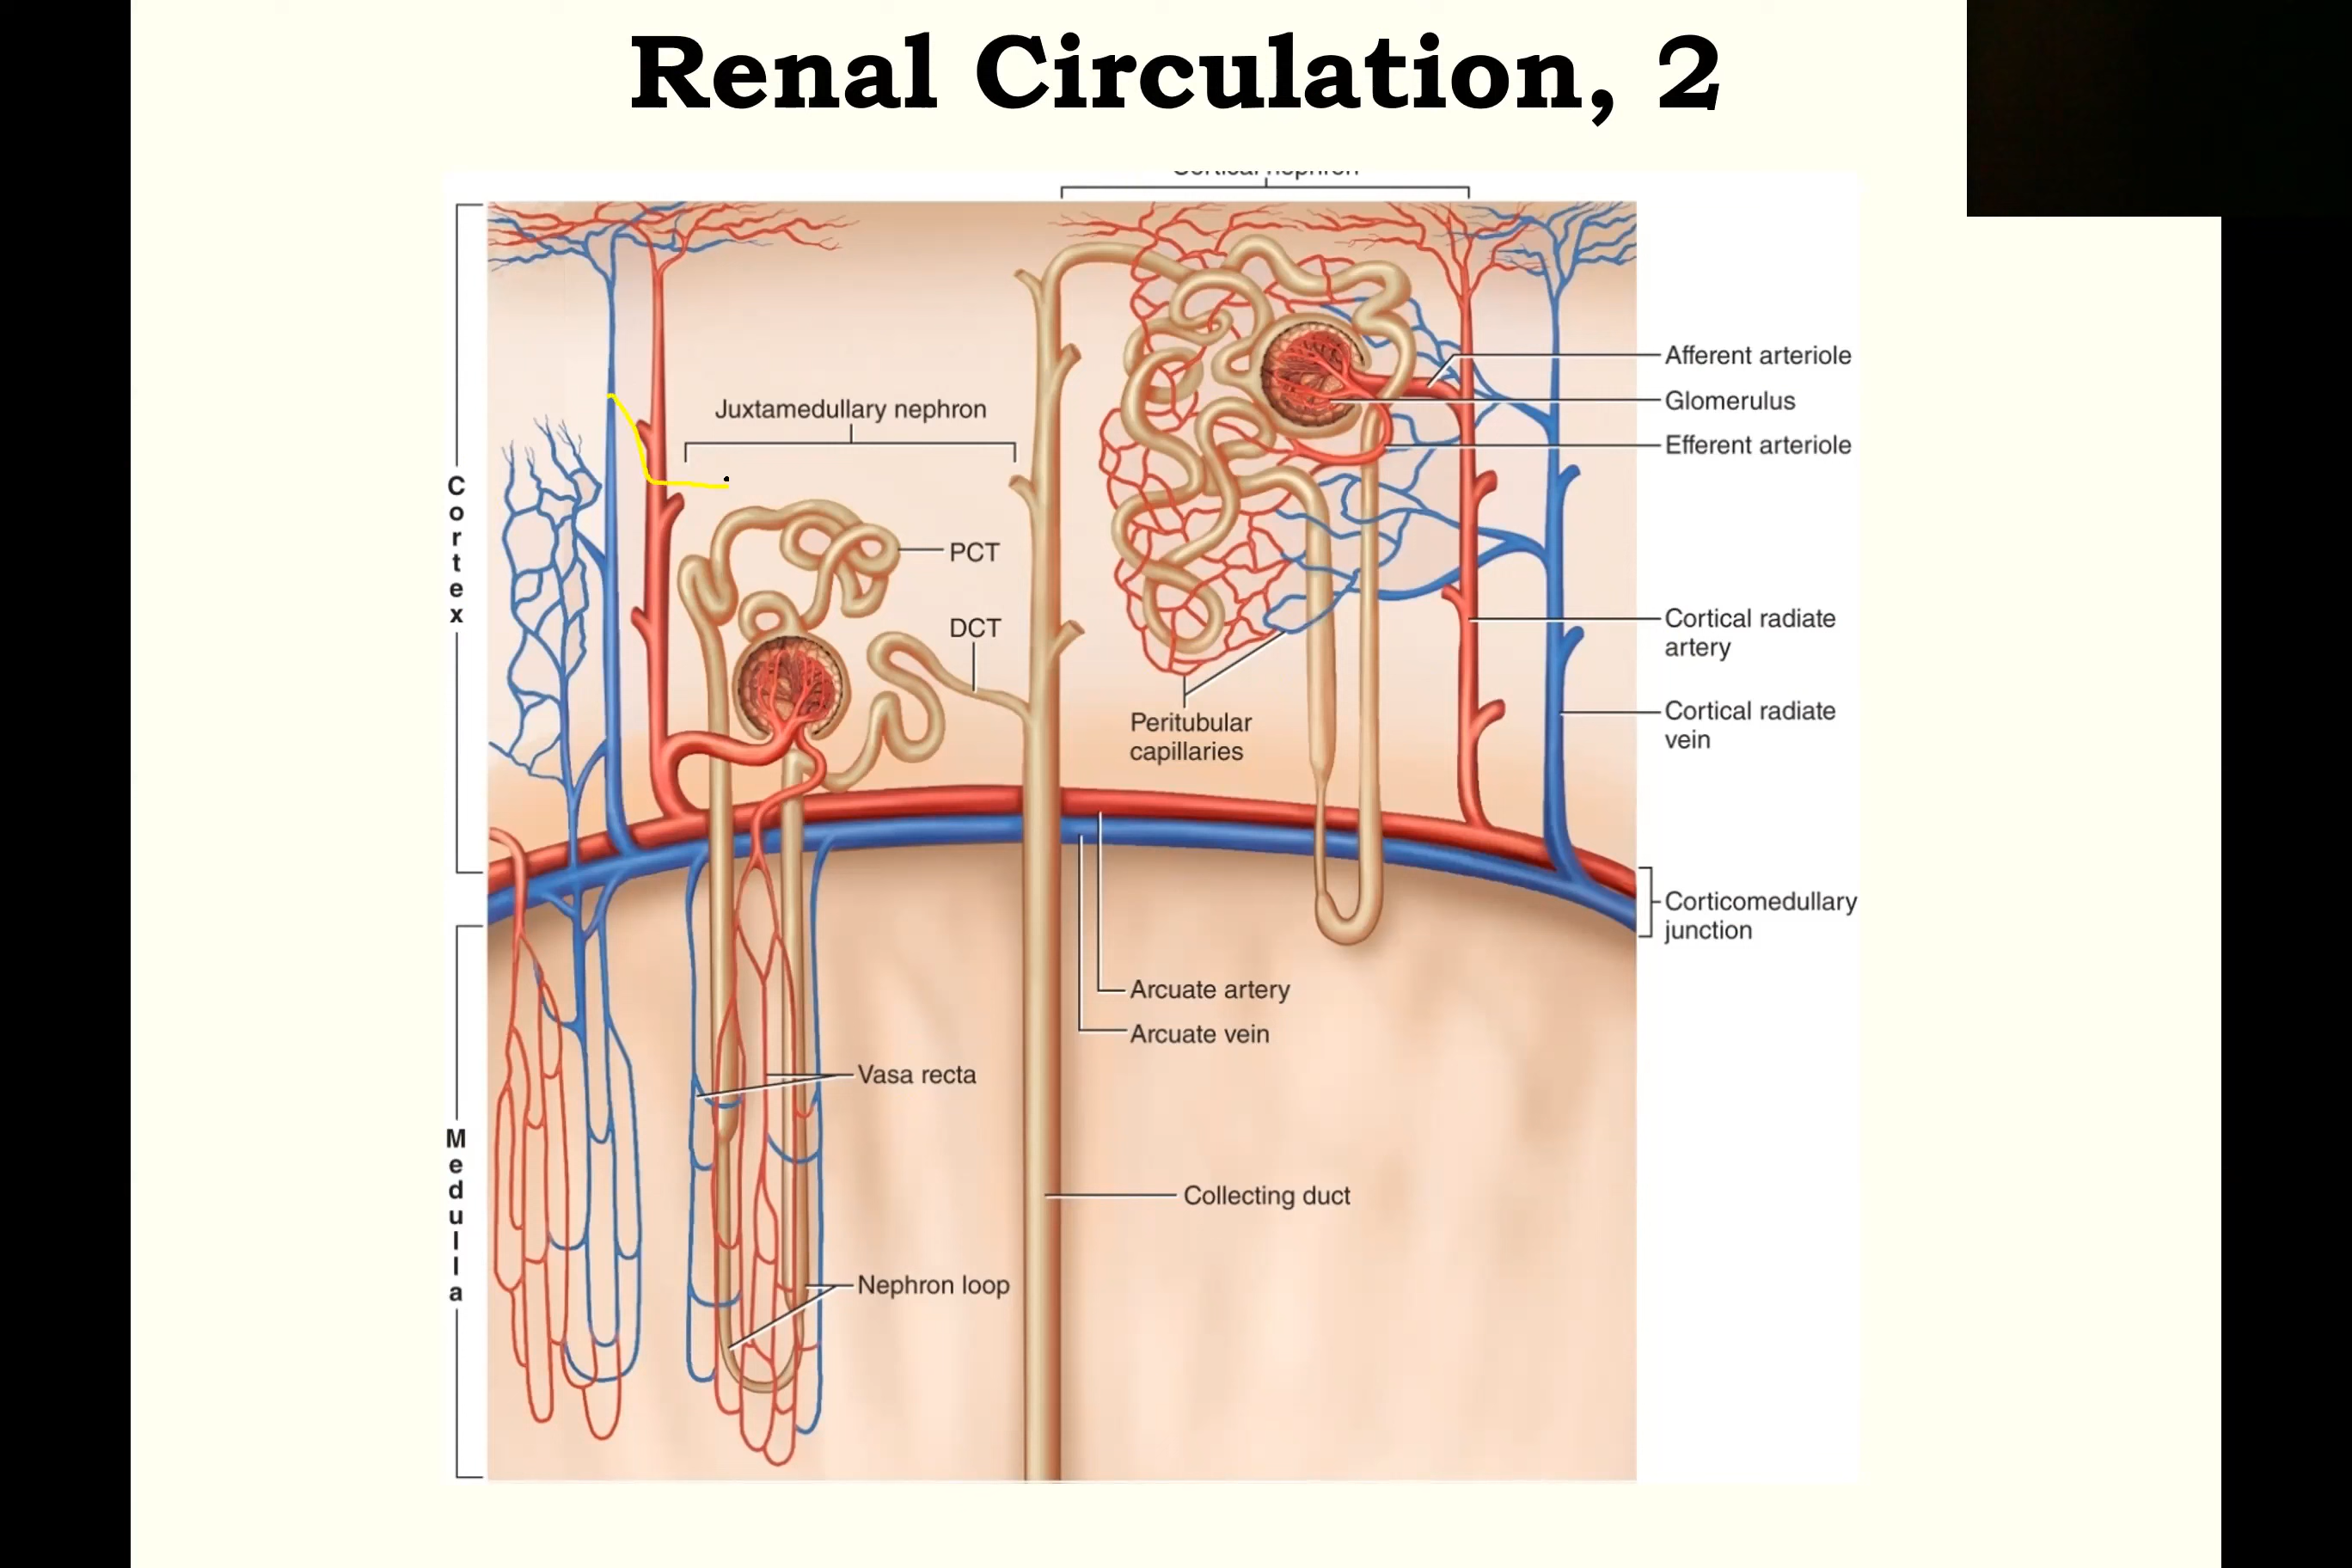 Renal Circulation, 2
Cortical nephron
Afferent arteriole
Juxtamedullary nephron
Glomerulus
Efferent arteriole
Cortex
PCT
DCT
Cortical radiate
artery
Peritubular
capillaries
Cortical radiate
vein
Corticomedullary
junction
Arcuate artery
Arcuate vein
Vasa recta
Medulla
Collecting duct
Nephron loop